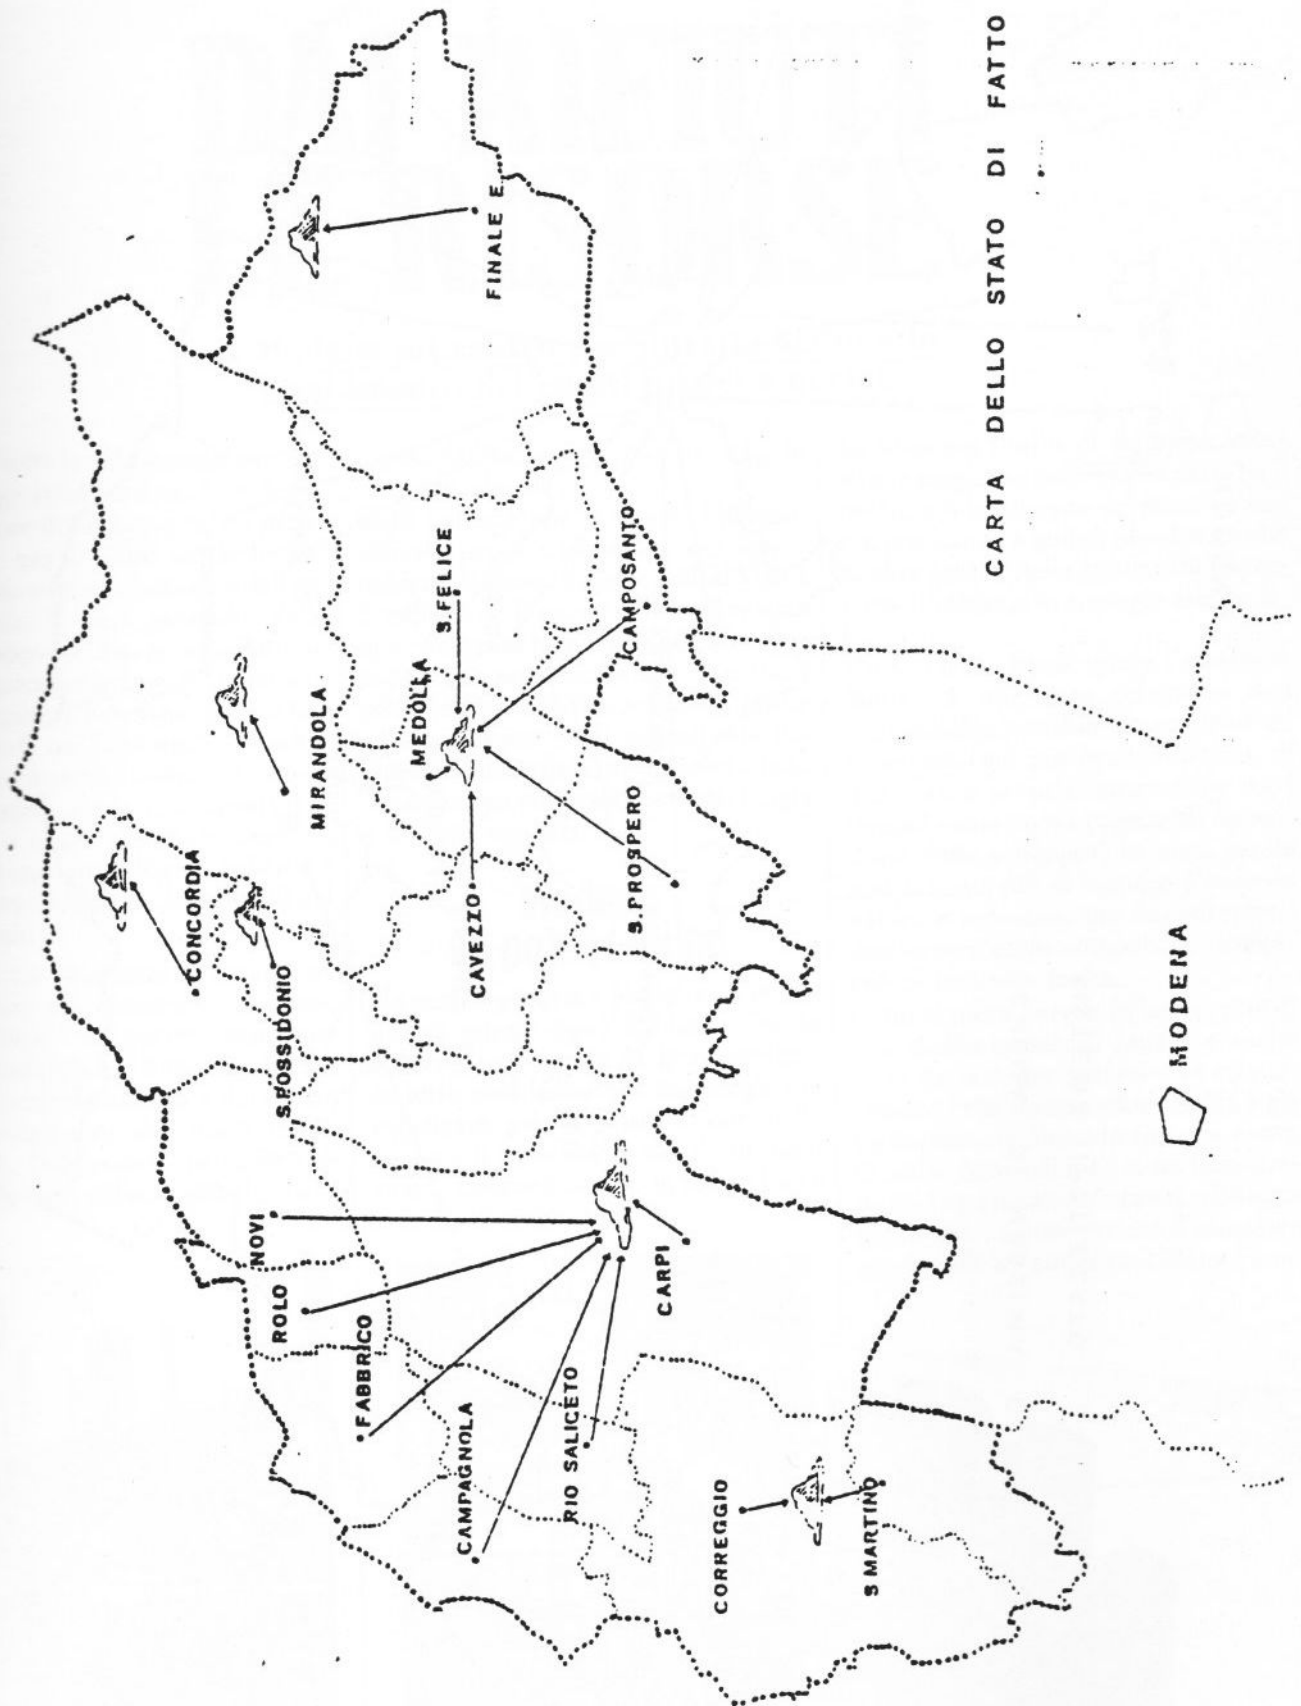 CARTA DELLO STATO DI FATTO
CONCORDIA
S.POSSIDONIO
MIRANDOLA
FINALE E
NOVI
ROLO
FABBRICO
CAMPAGNOLA
RIO SALICETO
CARPI
CORREGGIO
S MARTINO
CAVEZZO
MEDOLLA
S.FELICE
S.PROSPERO
CAMPOSANTO
MODENA